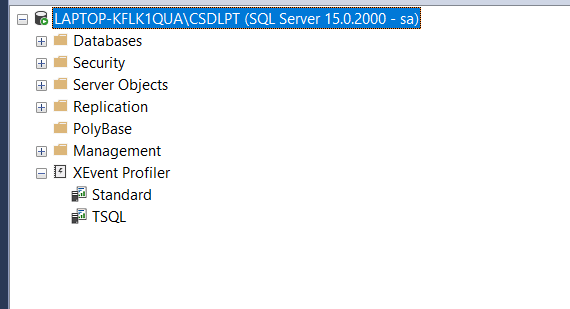 LAPTOP-KFLK1QUA\CSDLPT (SQL Server 15.0.2000 - sa)
Databases
Security
Server Objects
Replication
PolyBase
Management
XEvent Profiler
Standard
TSQL